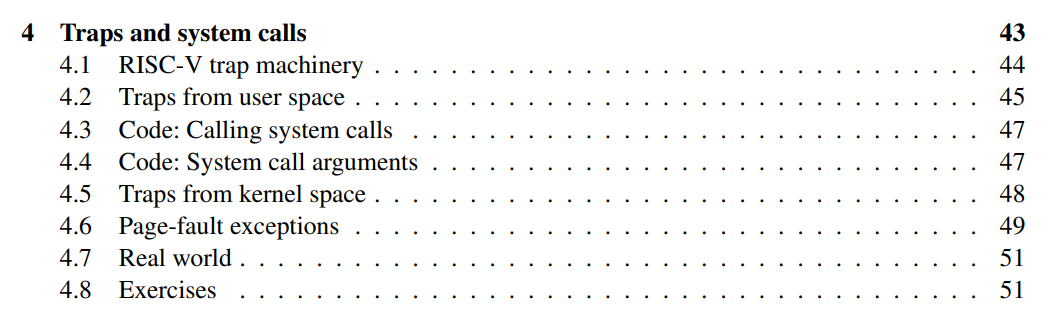 4 Traps and system calls 43
4.1 RISC-V trap machinery . . . . . . . . . . . . . . . . . . . . . . . . . . . . . . . . 44
4.2 Traps from user space . . . . . . . . . . . . . . . . . . . . . . . . . . . . . . . . . 45
4.3 Code: Calling system calls . . . . . . . . . . . . . . . . . . . . . . . . . . . . . . 47
4.4 Code: System call arguments . . . . . . . . . . . . . . . . . . . . . . . . . . . . . 47
4.5 Traps from kernel space . . . . . . . . . . . . . . . . . . . . . . . . . . . . . . . . 48
4.6 Page-fault exceptions . . . . . . . . . . . . . . . . . . . . . . . . . . . . . . . . . 49
4.7 Real world . . . . . . . . . . . . . . . . . . . . . . . . . . . . . . . . . . . . . . . 51
4.8 Exercises . . . . . . . . . . . . . . . . . . . . . . . . . . . . . . . . . . . . . . . 51